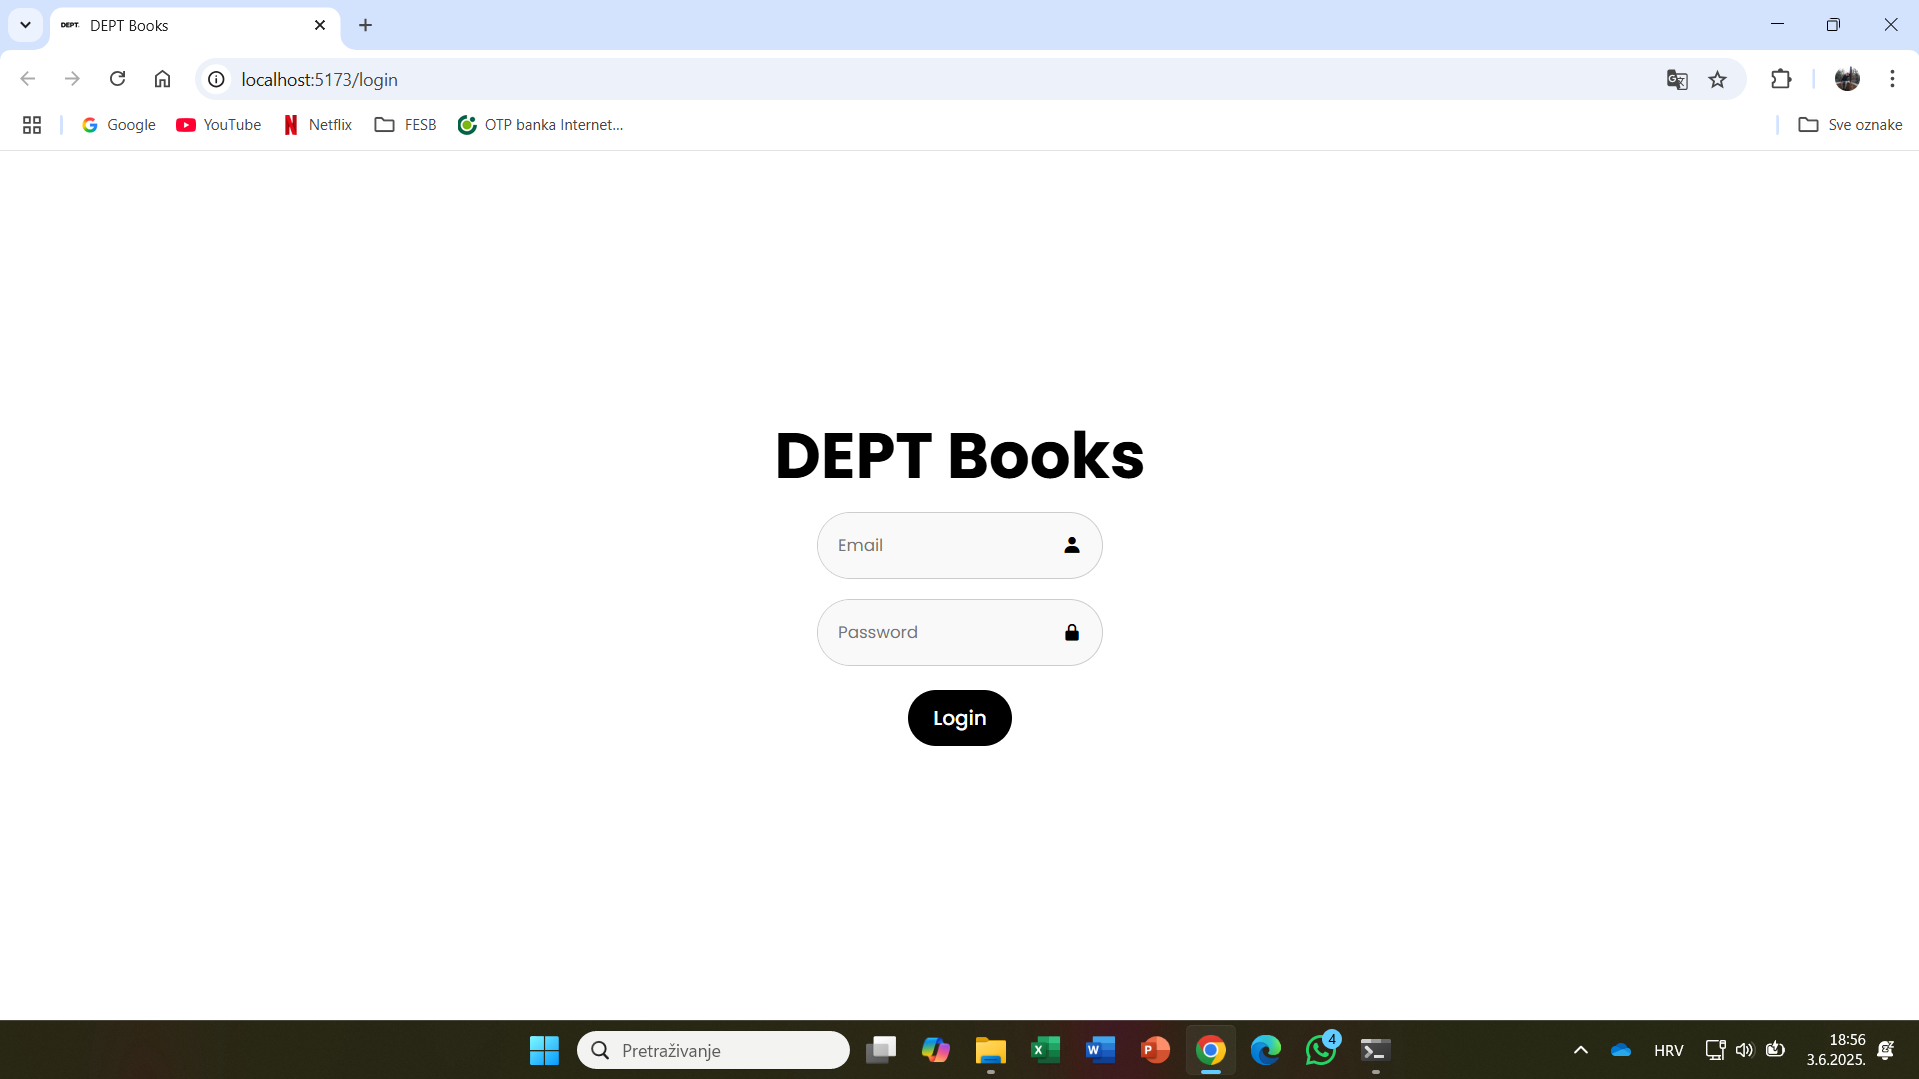 DEPT. DEPT Books
localhost:5173/login
Google YouTube Netflix FESB OTP banka Internet... Sve oznake
DEPT Books
Email
Password
Login
Pretraživanje
4
HRV
18:56
3.6.2025.